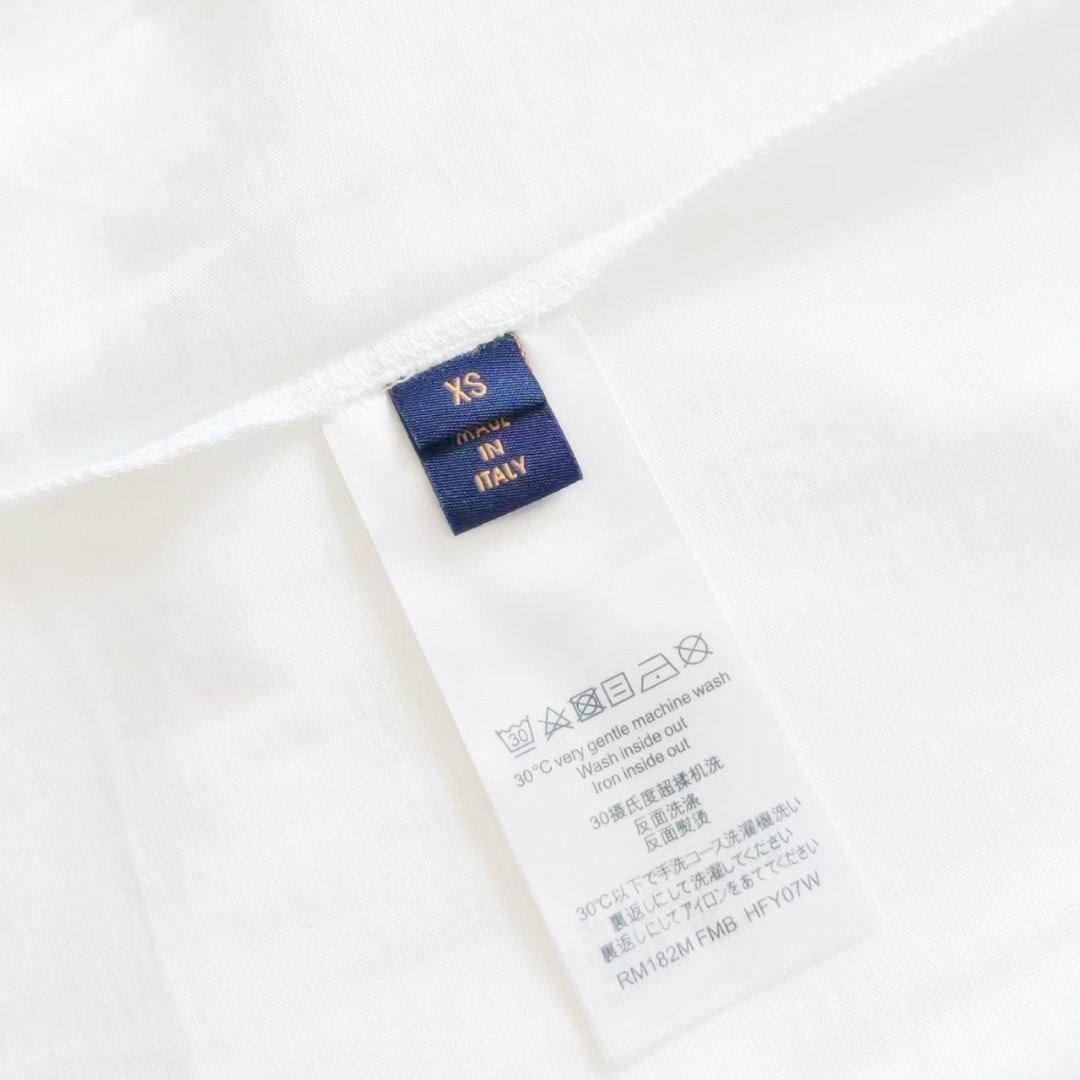 XS
MADE
IN
ITALY
30
30°C very gentle machine wash
Wash inside out
Iron inside out
30摄氏度超揉机洗
反面洗涤
反面熨烫
30℃以下で手洗コース洗濯機洗い
裏返しにして洗濯してください
裏返しにしてアイロンをあててください
RM182M FMB HFY07W